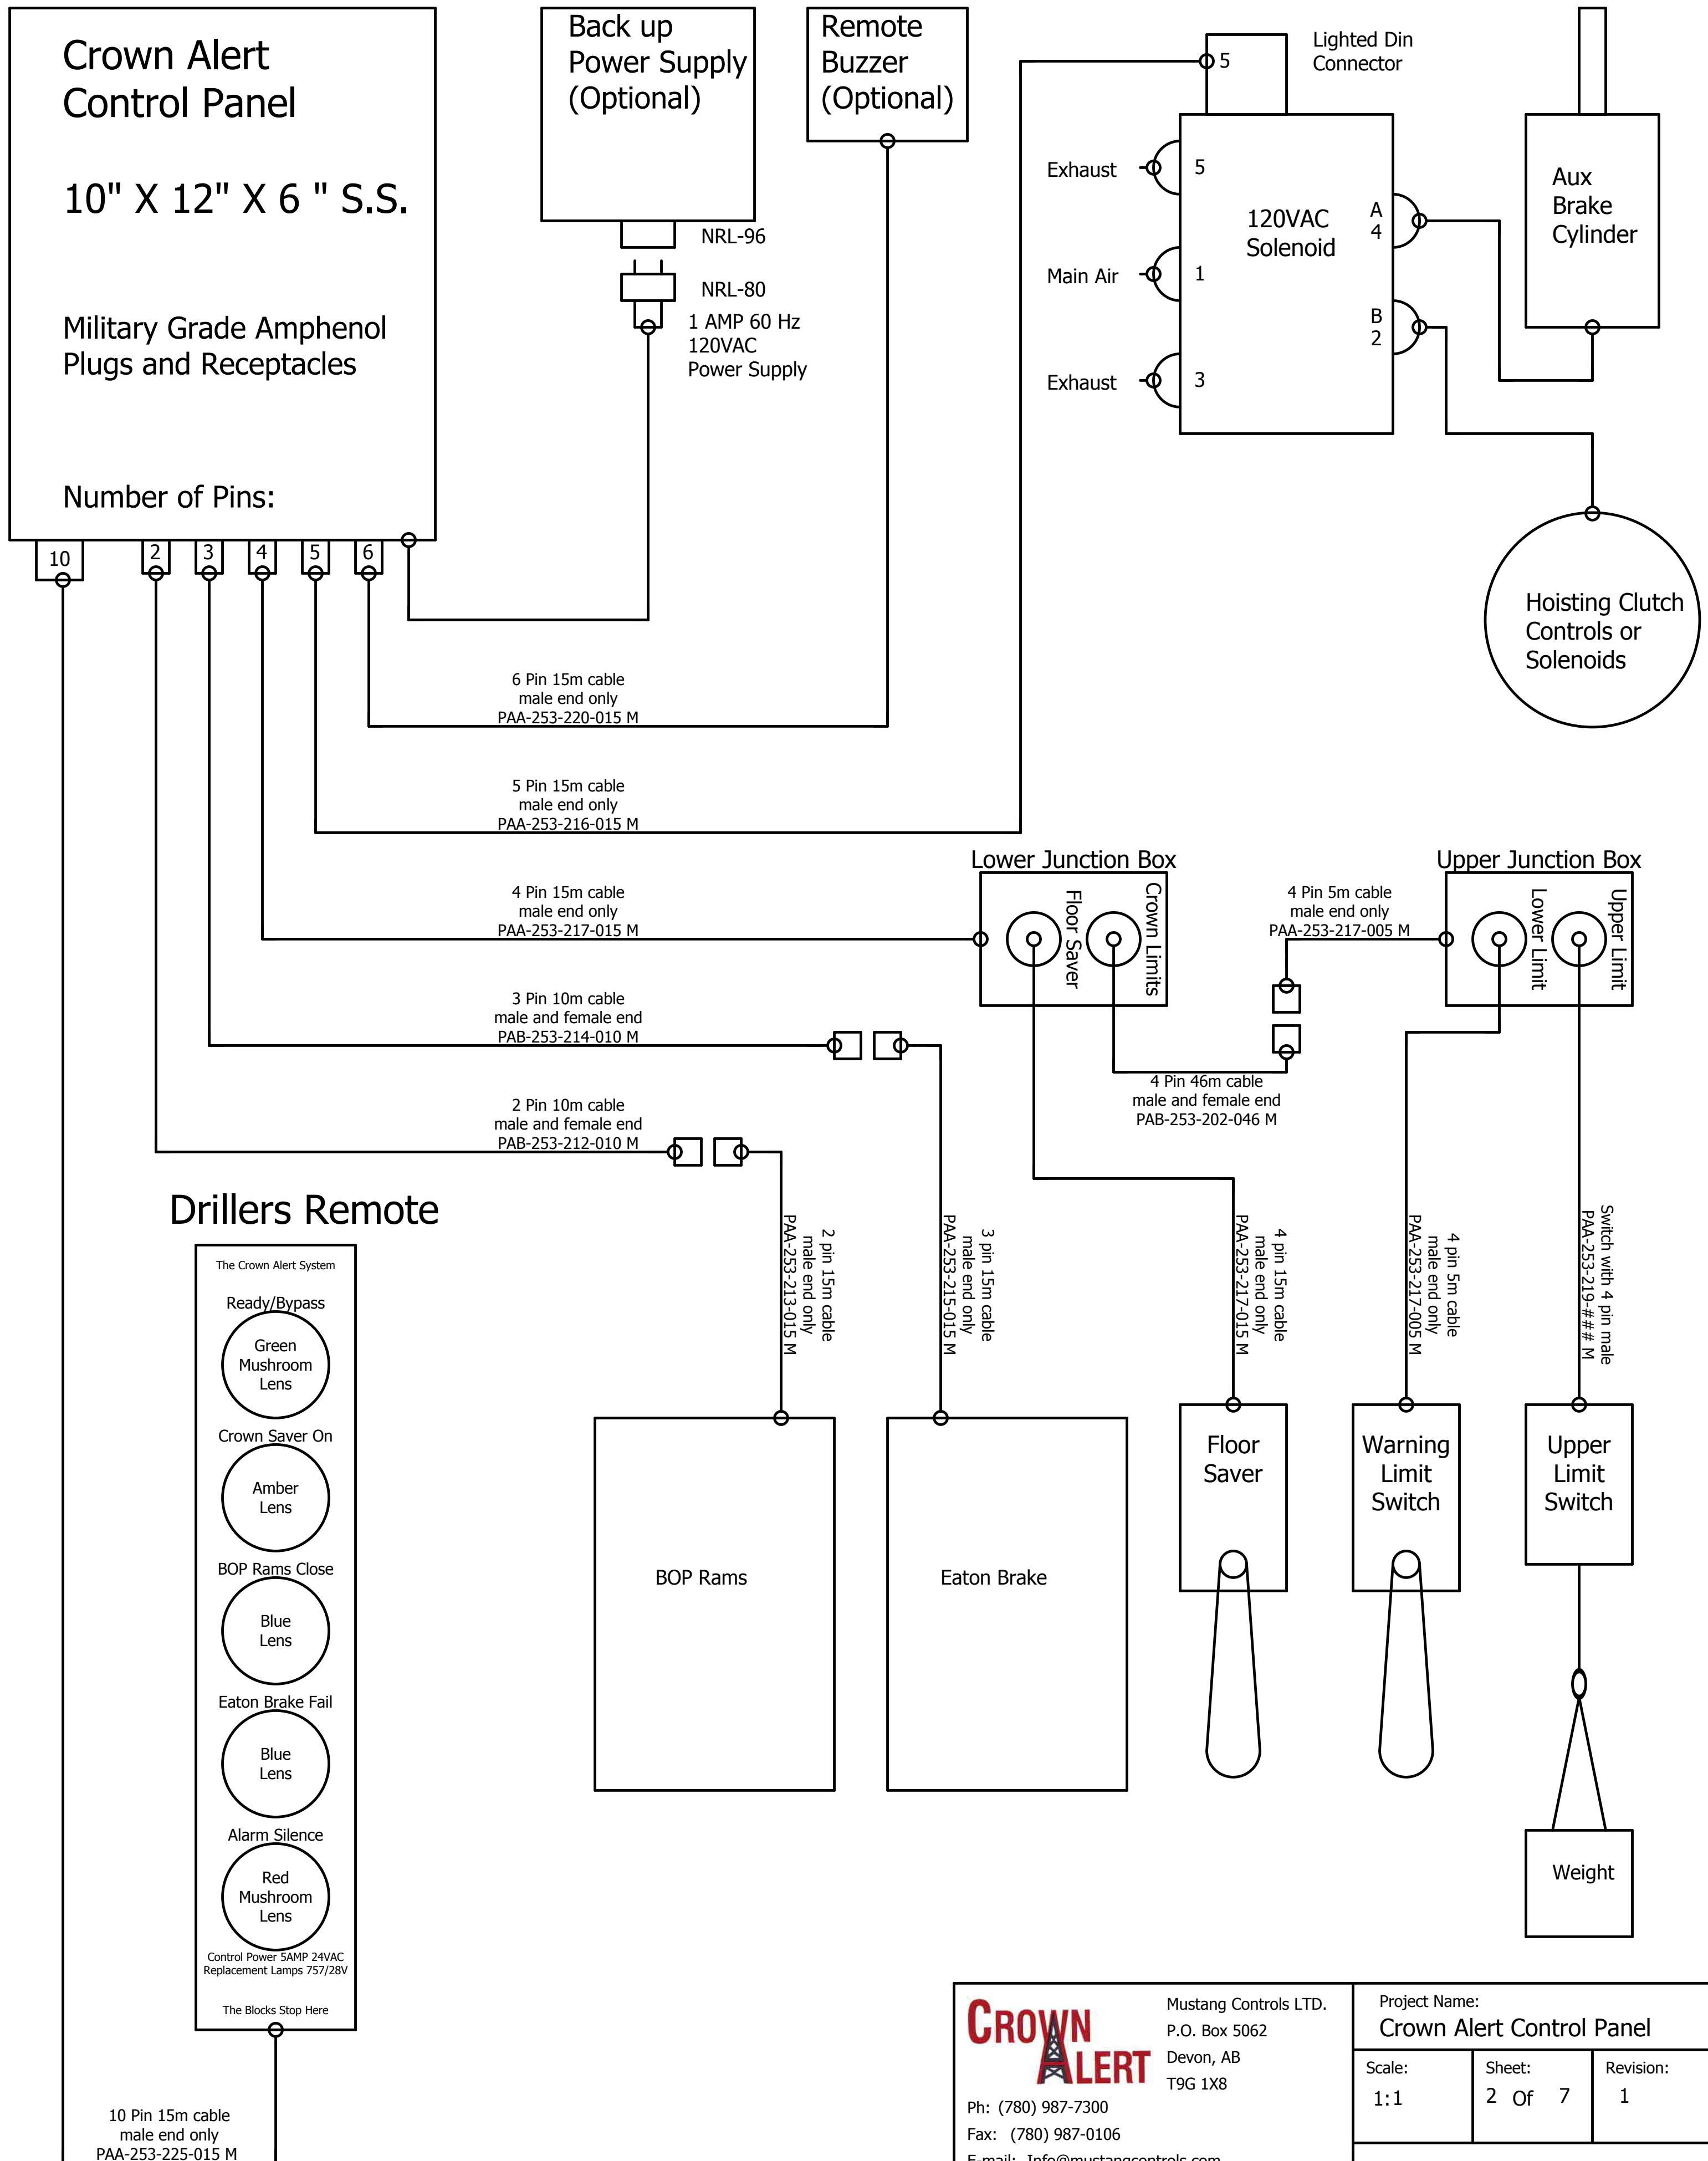 Crown Alert
Control Panel
10" X 12" X 6 " S.S.
Military Grade Amphenol
Plugs and Receptacles
Number of Pins:
10
2
3
4
5
6
Back up
Power Supply
(Optional)
NRL-96
NRL-80
1 AMP 60 Hz
120VAC
Power Supply
Remote
Buzzer
(Optional)
5
Lighted Din
Connector
Exhaust
5
Main Air
1
Exhaust
3
120VAC
Solenoid
A
4
B
2
Aux
Brake
Cylinder
Hoisting Clutch
Controls or
Solenoids
6 Pin 15m cable
male end only
PAA-253-220-015 M
5 Pin 15m cable
male end only
PAA-253-216-015 M
4 Pin 15m cable
male end only
PAA-253-217-015 M
3 Pin 10m cable
male and female end
PAB-253-214-010 M
2 Pin 10m cable
male and female end
PAB-253-212-010 M
Lower Junction Box
Floor Saver
Crown Limits
4 Pin 5m cable
male end only
PAA-253-217-005 M
Upper Junction Box
Lower Limit
Upper Limit
4 Pin 46m cable
male and female end
PAB-253-202-046 M
2 pin 15m cable
male end only
PAA-253-213-015 M
3 pin 15m cable
male end only
PAA-253-215-015 M
4 pin 15m cable
male end only
PAA-253-217-015 M
4 pin 5m cable
male end only
PAA-253-217-005 M
Switch with 4 pin male
PAA-253-219-### M
Drillers Remote
The Crown Alert System
Ready/Bypass
Green
Mushroom
Lens
Crown Saver On
Amber
Lens
BOP Rams Close
Blue
Lens
Eaton Brake Fail
Blue
Lens
Alarm Silence
Red
Mushroom
Lens
Control Power 5AMP 24VAC
Replacement Lamps 757/28V
The Blocks Stop Here
10 Pin 15m cable
male end only
PAA-253-225-015 M
BOP Rams
Eaton Brake
Floor
Saver
Warning
Limit
Switch
Upper
Limit
Switch
Weight
CROWN
ALERT
Mustang Controls LTD.
P.O. Box 5062
Devon, AB
T9G 1X8
Ph: (780) 987-7300
Fax: (780) 987-0106
E-mail: Info@mustangcontrols.com
Project Name:
Crown Alert Control Panel
Scale:
1:1
Sheet:
2 Of 7
Revision:
1